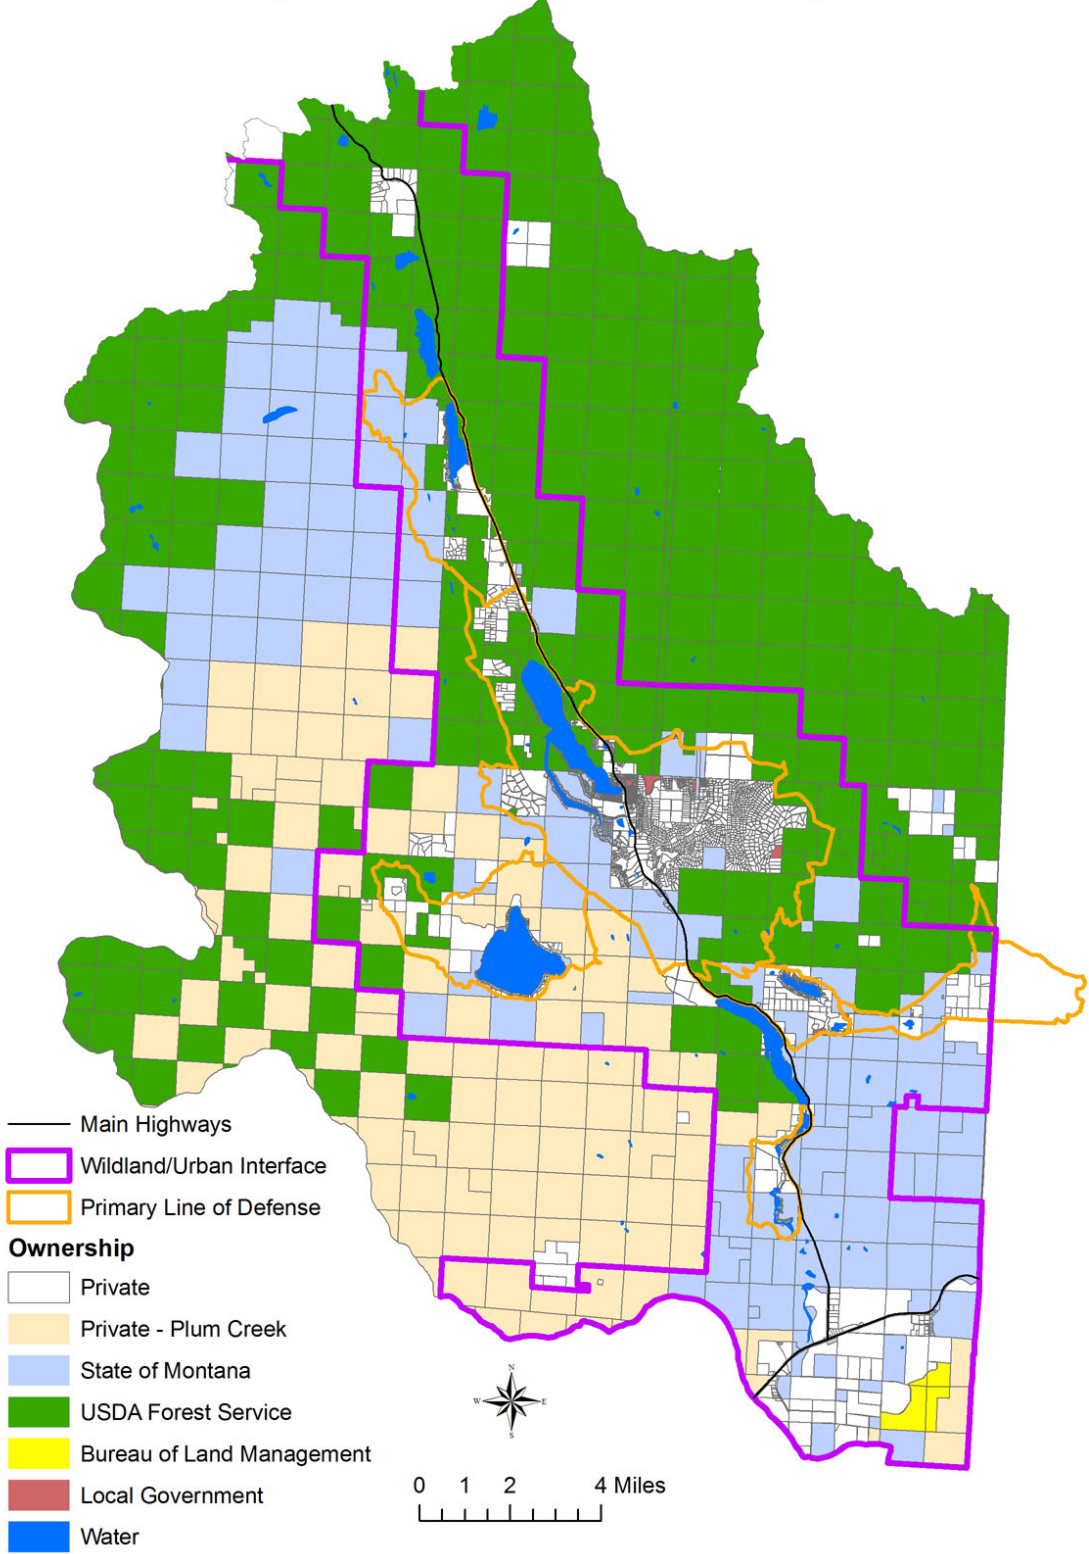 Main Highways
Wildland/Urban Interface
Primary Line of Defense
Ownership
Private
Private - Plum Creek
State of Montana
USDA Forest Service
Bureau of Land Management
Local Government
Water
N
W E
S
0 1 2 4 Miles